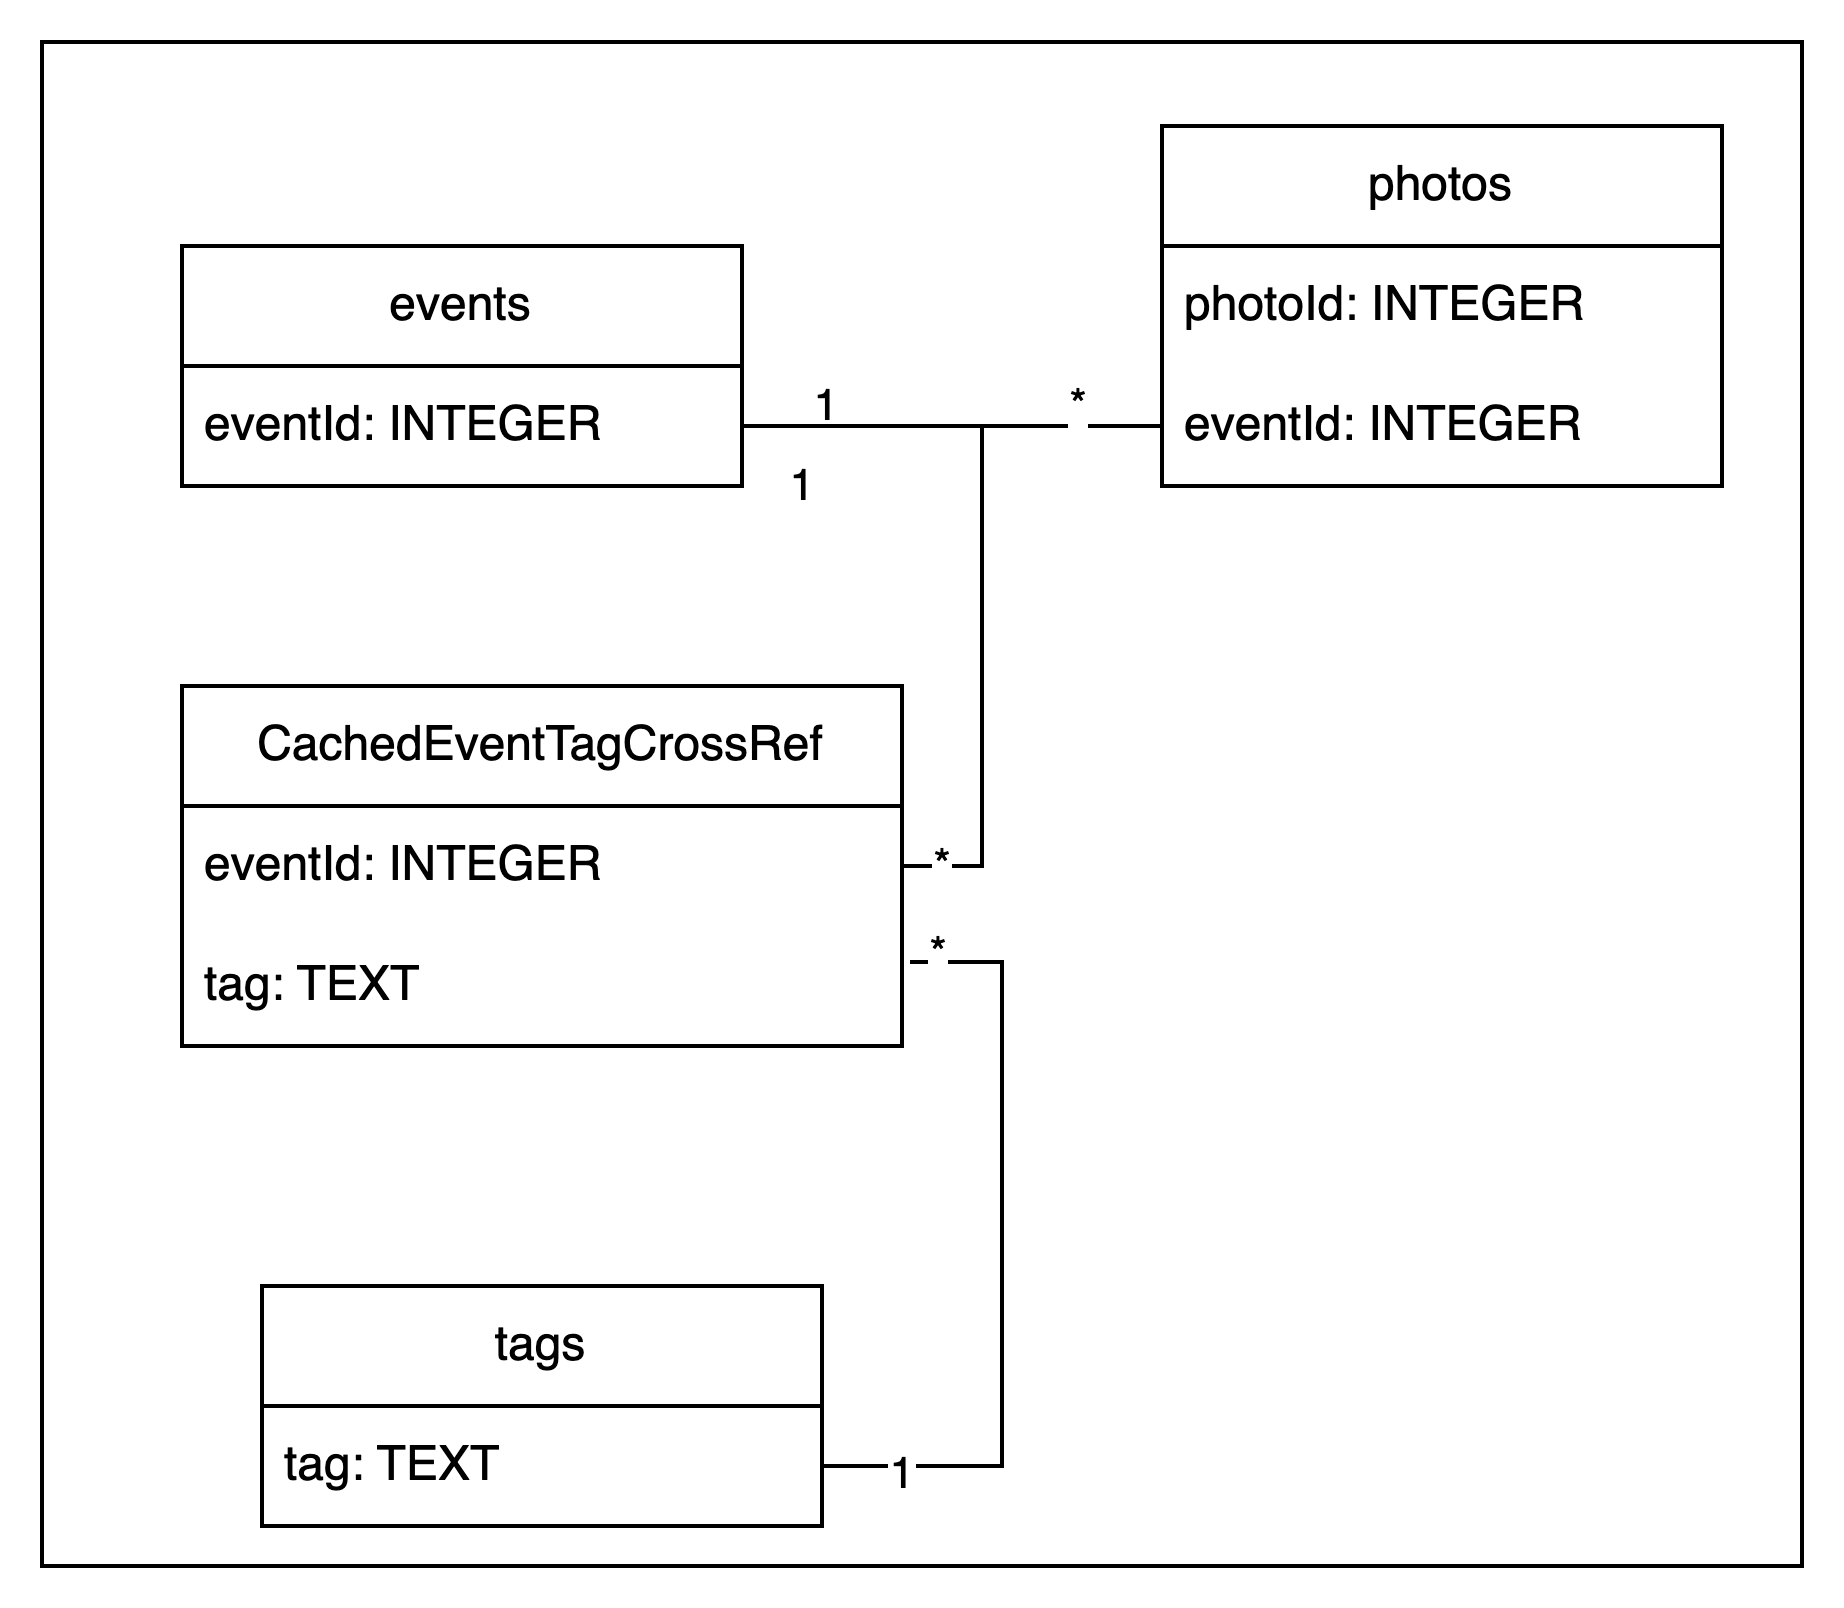 photos
events
photoId: INTEGER
eventId: INTEGER
1
*
eventId: INTEGER
1
CachedEventTagCrossRef
eventId: INTEGER
*
*
tag: TEXT
tags
tag: TEXT
1